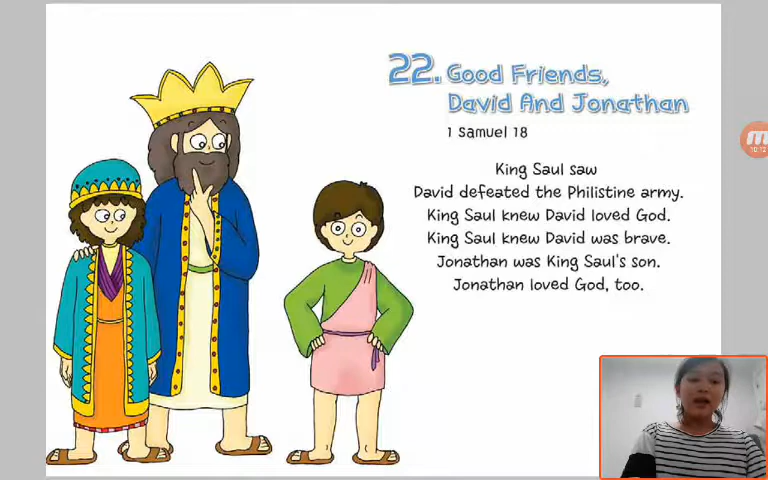 22. Good Friends,
David And Jonathan
1 Samuel 18
King Saul saw
David defeated the Philistine army.
King Saul knew David loved God.
King Saul knew David was brave.
Jonathan was King Saul's son.
Jonathan loved God, too.